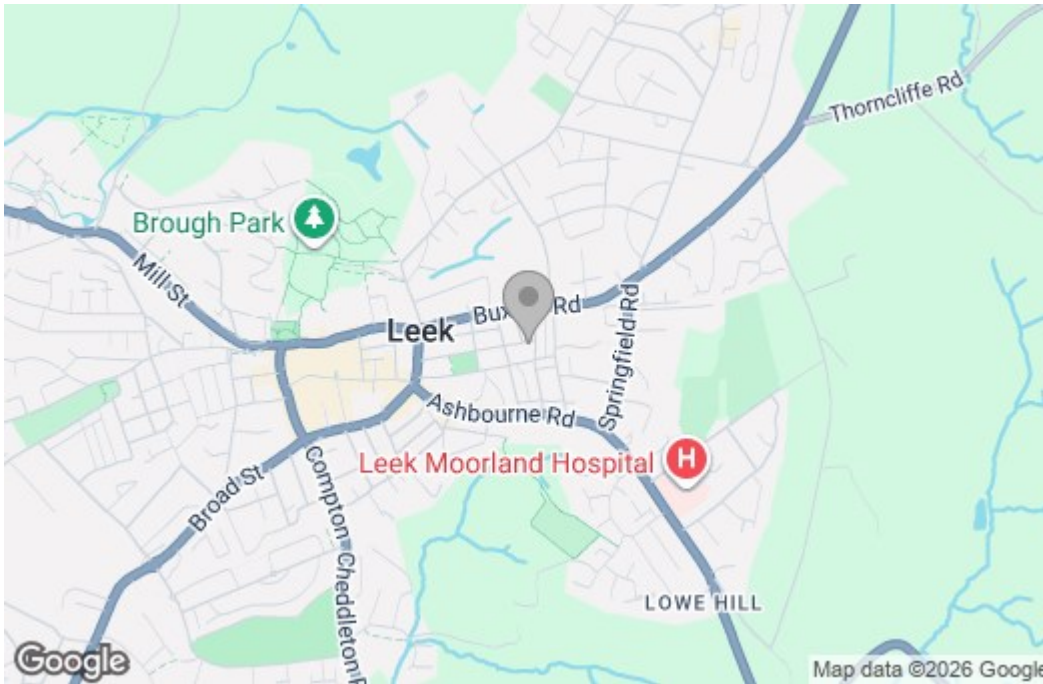 Thorncliffe Rd
Brough Park
Mill St
Bux Rd
Leek
Springfield Rd
Ashbourne Rd
Leek Moorland Hospital
H
Broad St
Compton
Cheddleton R
LOWE HILL
Google
Map data ©2026 Google